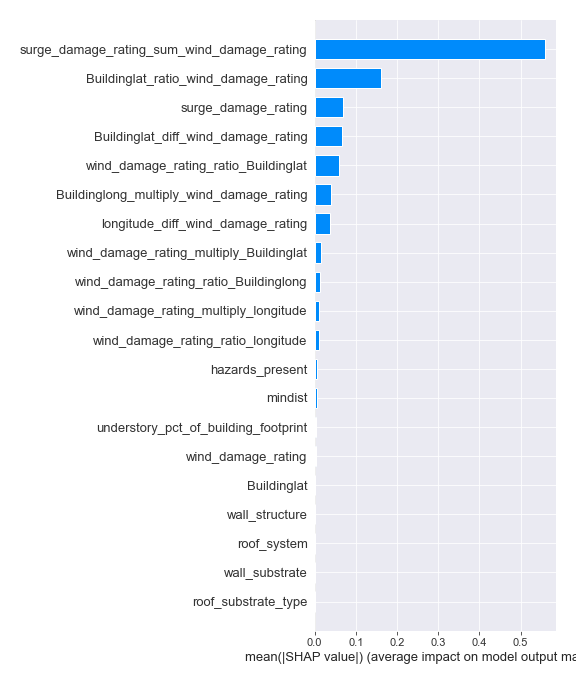 surge_damage_rating_sum_wind_damage_rating
Buildinglat_ratio_wind_damage_rating
surge_damage_rating
Buildinglat_diff_wind_damage_rating
wind_damage_rating_ratio_Buildinglat
Buildinglong_multiply_wind_damage_rating
longitude_diff_wind_damage_rating
wind_damage_rating_multiply_Buildinglat
wind_damage_rating_ratio_Buildinglong
wind_damage_rating_multiply_longitude
wind_damage_rating_ratio_longitude
hazards_present
mindist
understory_pct_of_building_footprint
wind_damage_rating
Buildinglat
wall_structure
roof_system
wall_substrate
roof_substrate_type
0.0 0.1 0.2 0.3 0.4 0.5
mean(|SHAP value|) (average impact on model output ma